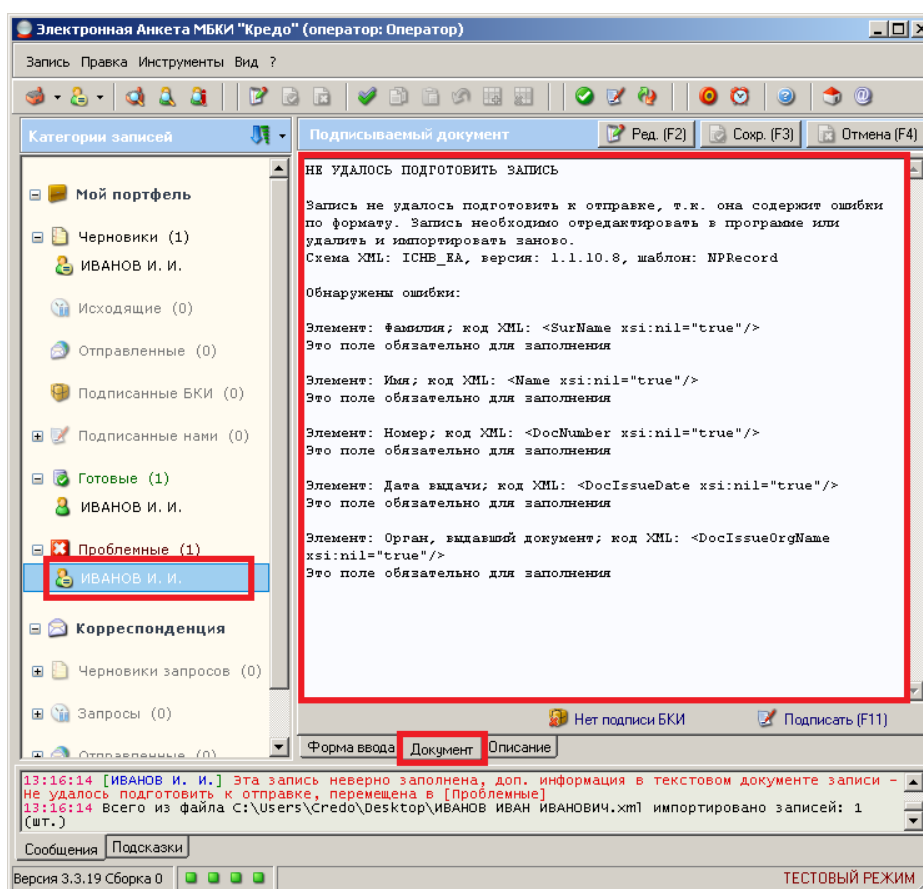 Электронная Анкета МБКИ "Кредо" (оператор: Оператор)
Запись Правка Инструменты Вид ?
Категории записей
Подписываемый документ
Ред. (F2)
Сохр. (F3)
Отмена (F4)
Мой портфель
Черновики (1)
ИВАНОВ И. И.
Исходящие (0)
Отправленные (0)
Подписанные БКИ (0)
Подписанные нами (0)
Готовые (1)
ИВАНОВ И. И.
Проблемные (1)
ИВАНОВ И. И.
Корреспонденция
Черновики запросов (0)
Запросы (0)
Отправленные (0)
НЕ УДАЛОСЬ ПОДГОТОВИТЬ ЗАПИСЬ
Запись не удалось подготовить к отправке, т.к. она содержит ошибки
по формату. Запись необходимо отредактировать в программе или
удалить и импортировать заново.
Схема XML: ICHB_EA, версия: 1.1.10.8, шаблон: NPRecord
Обнаружены ошибки:
Элемент: Фамилия; код XML: <SurName xsi:nil="true"/>
Это поле обязательно для заполнения
Элемент: Имя; код XML: <Name xsi:nil="true"/>
Это поле обязательно для заполнения
Элемент: Номер; код XML: <DocNumber xsi:nil="true"/>
Это поле обязательно для заполнения
Элемент: Дата выдачи; код XML: <DocIssueDate xsi:nil="true"/>
Это поле обязательно для заполнения
Элемент: Орган, выдавший документ; код XML: <DocIssueOrgName
xsi:nil="true"/>
Это поле обязательно для заполнения
Нет подписи БКИ
Подписать (F11)
Форма ввода
Документ
Описание
13:16:14 [ИВАНОВ И. И.] Эта запись неверно заполнена, доп. информация в текстовом документе записи -
Не удалось подготовить к отправке, перемещена в [Проблемные]
13:16:14 Всего из файла C:\Users\Credo\Desktop\ИВАНОВ ИВАН ИВАНОВИЧ.xml импортировано записей: 1
(шт.)
Сообщения
Подсказки
Версия 3.3.19 Сборка 0
ТЕСТОВЫЙ РЕЖИМ